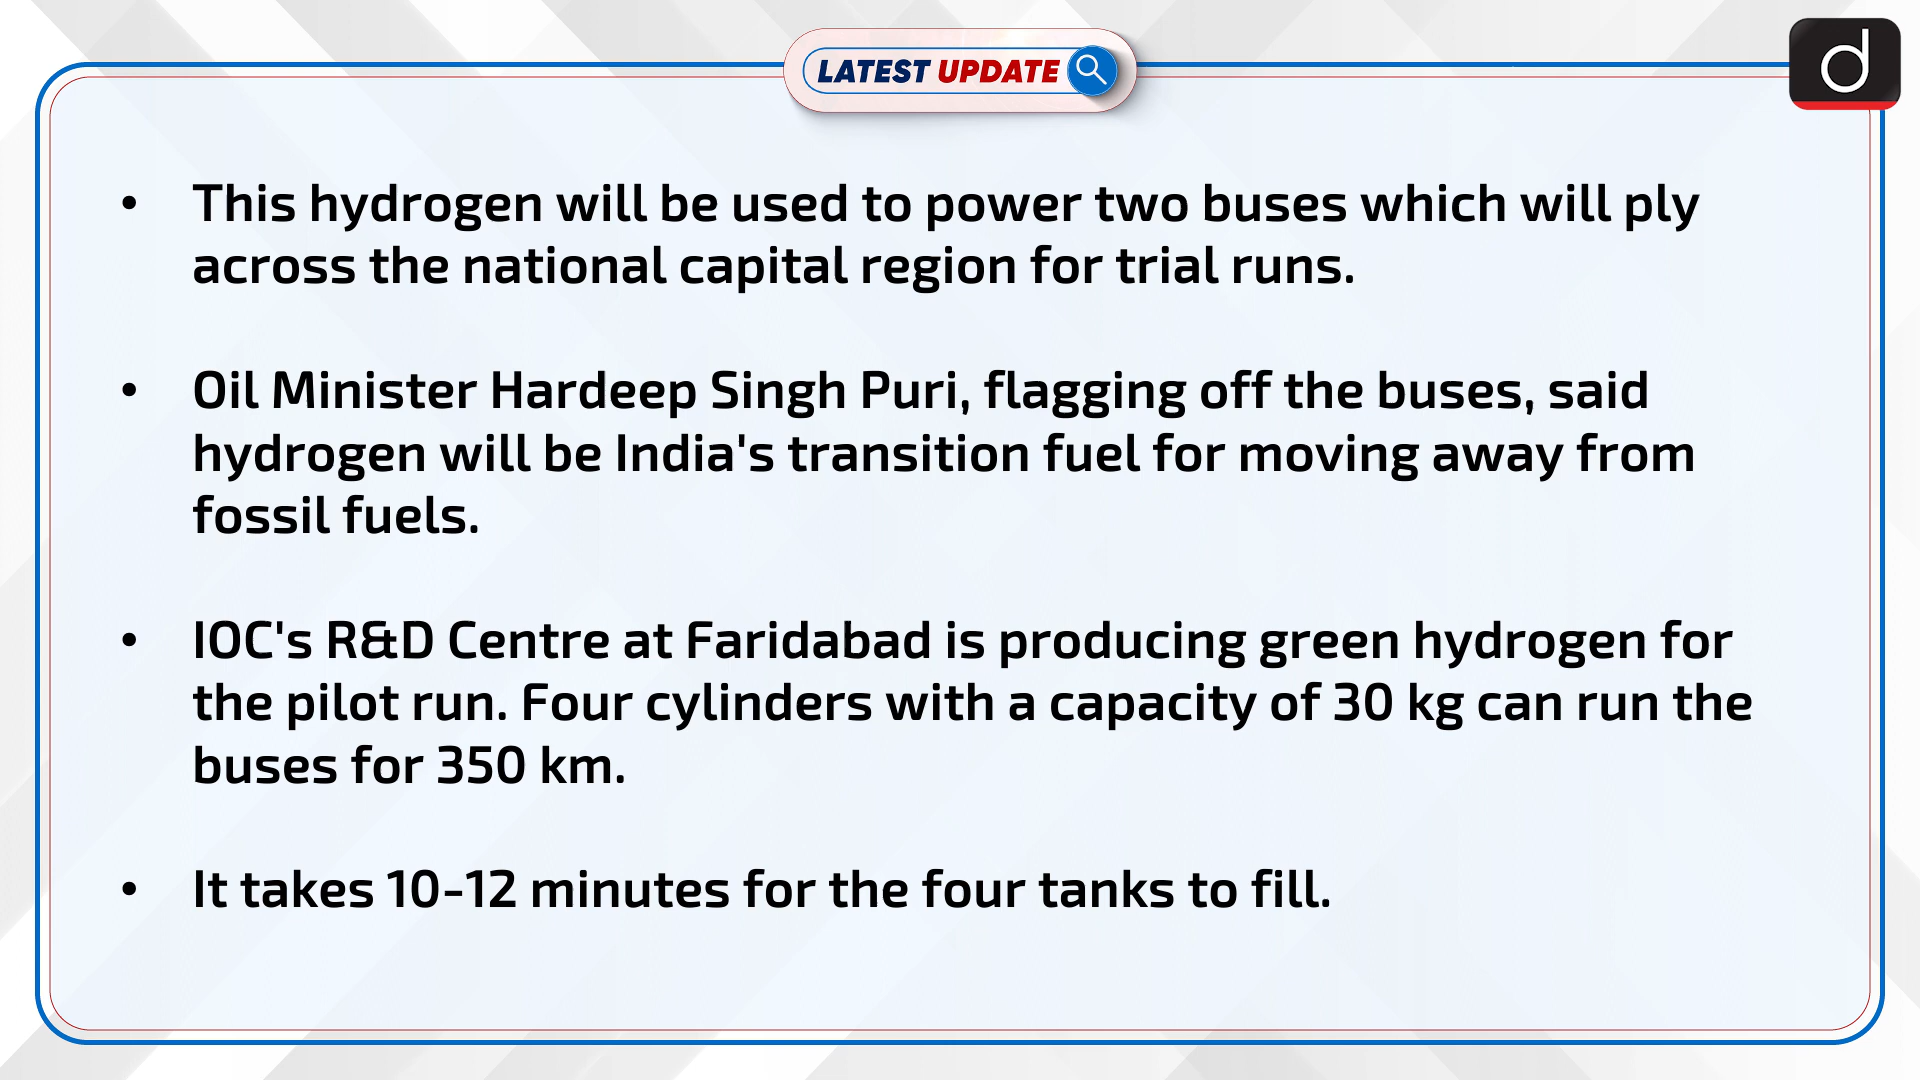 LATEST UPDATE
d
• This hydrogen will be used to power two buses which will ply
across the national capital region for trial runs.
• Oil Minister Hardeep Singh Puri, flagging off the buses, said
hydrogen will be India's transition fuel for moving away from
fossil fuels.
• IOC's R&D Centre at Faridabad is producing green hydrogen for
the pilot run. Four cylinders with a capacity of 30 kg can run the
buses for 350 km.
• It takes 10-12 minutes for the four tanks to fill.